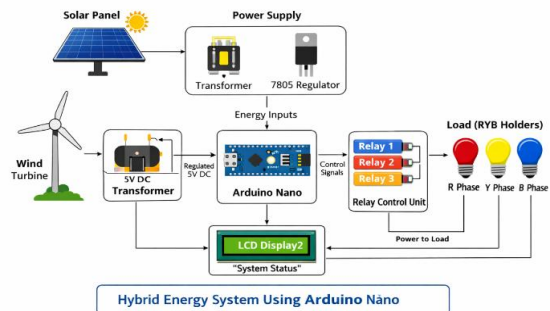 Solar Panel
Power Supply
Transformer
7805 Regulator
Energy Inputs
Wind
Turbine
5V DC
Transformer
Regulated
5V DC
Arduino Nano
Control
Signals
Relay 1
Relay 2
Relay 3
Relay Control Unit
Load (RYB Holders)
R Phase
Y Phase
B Phase
Power to Load
LCD Display2
"System Status"
Hybrid Energy System Using Arduino Nano